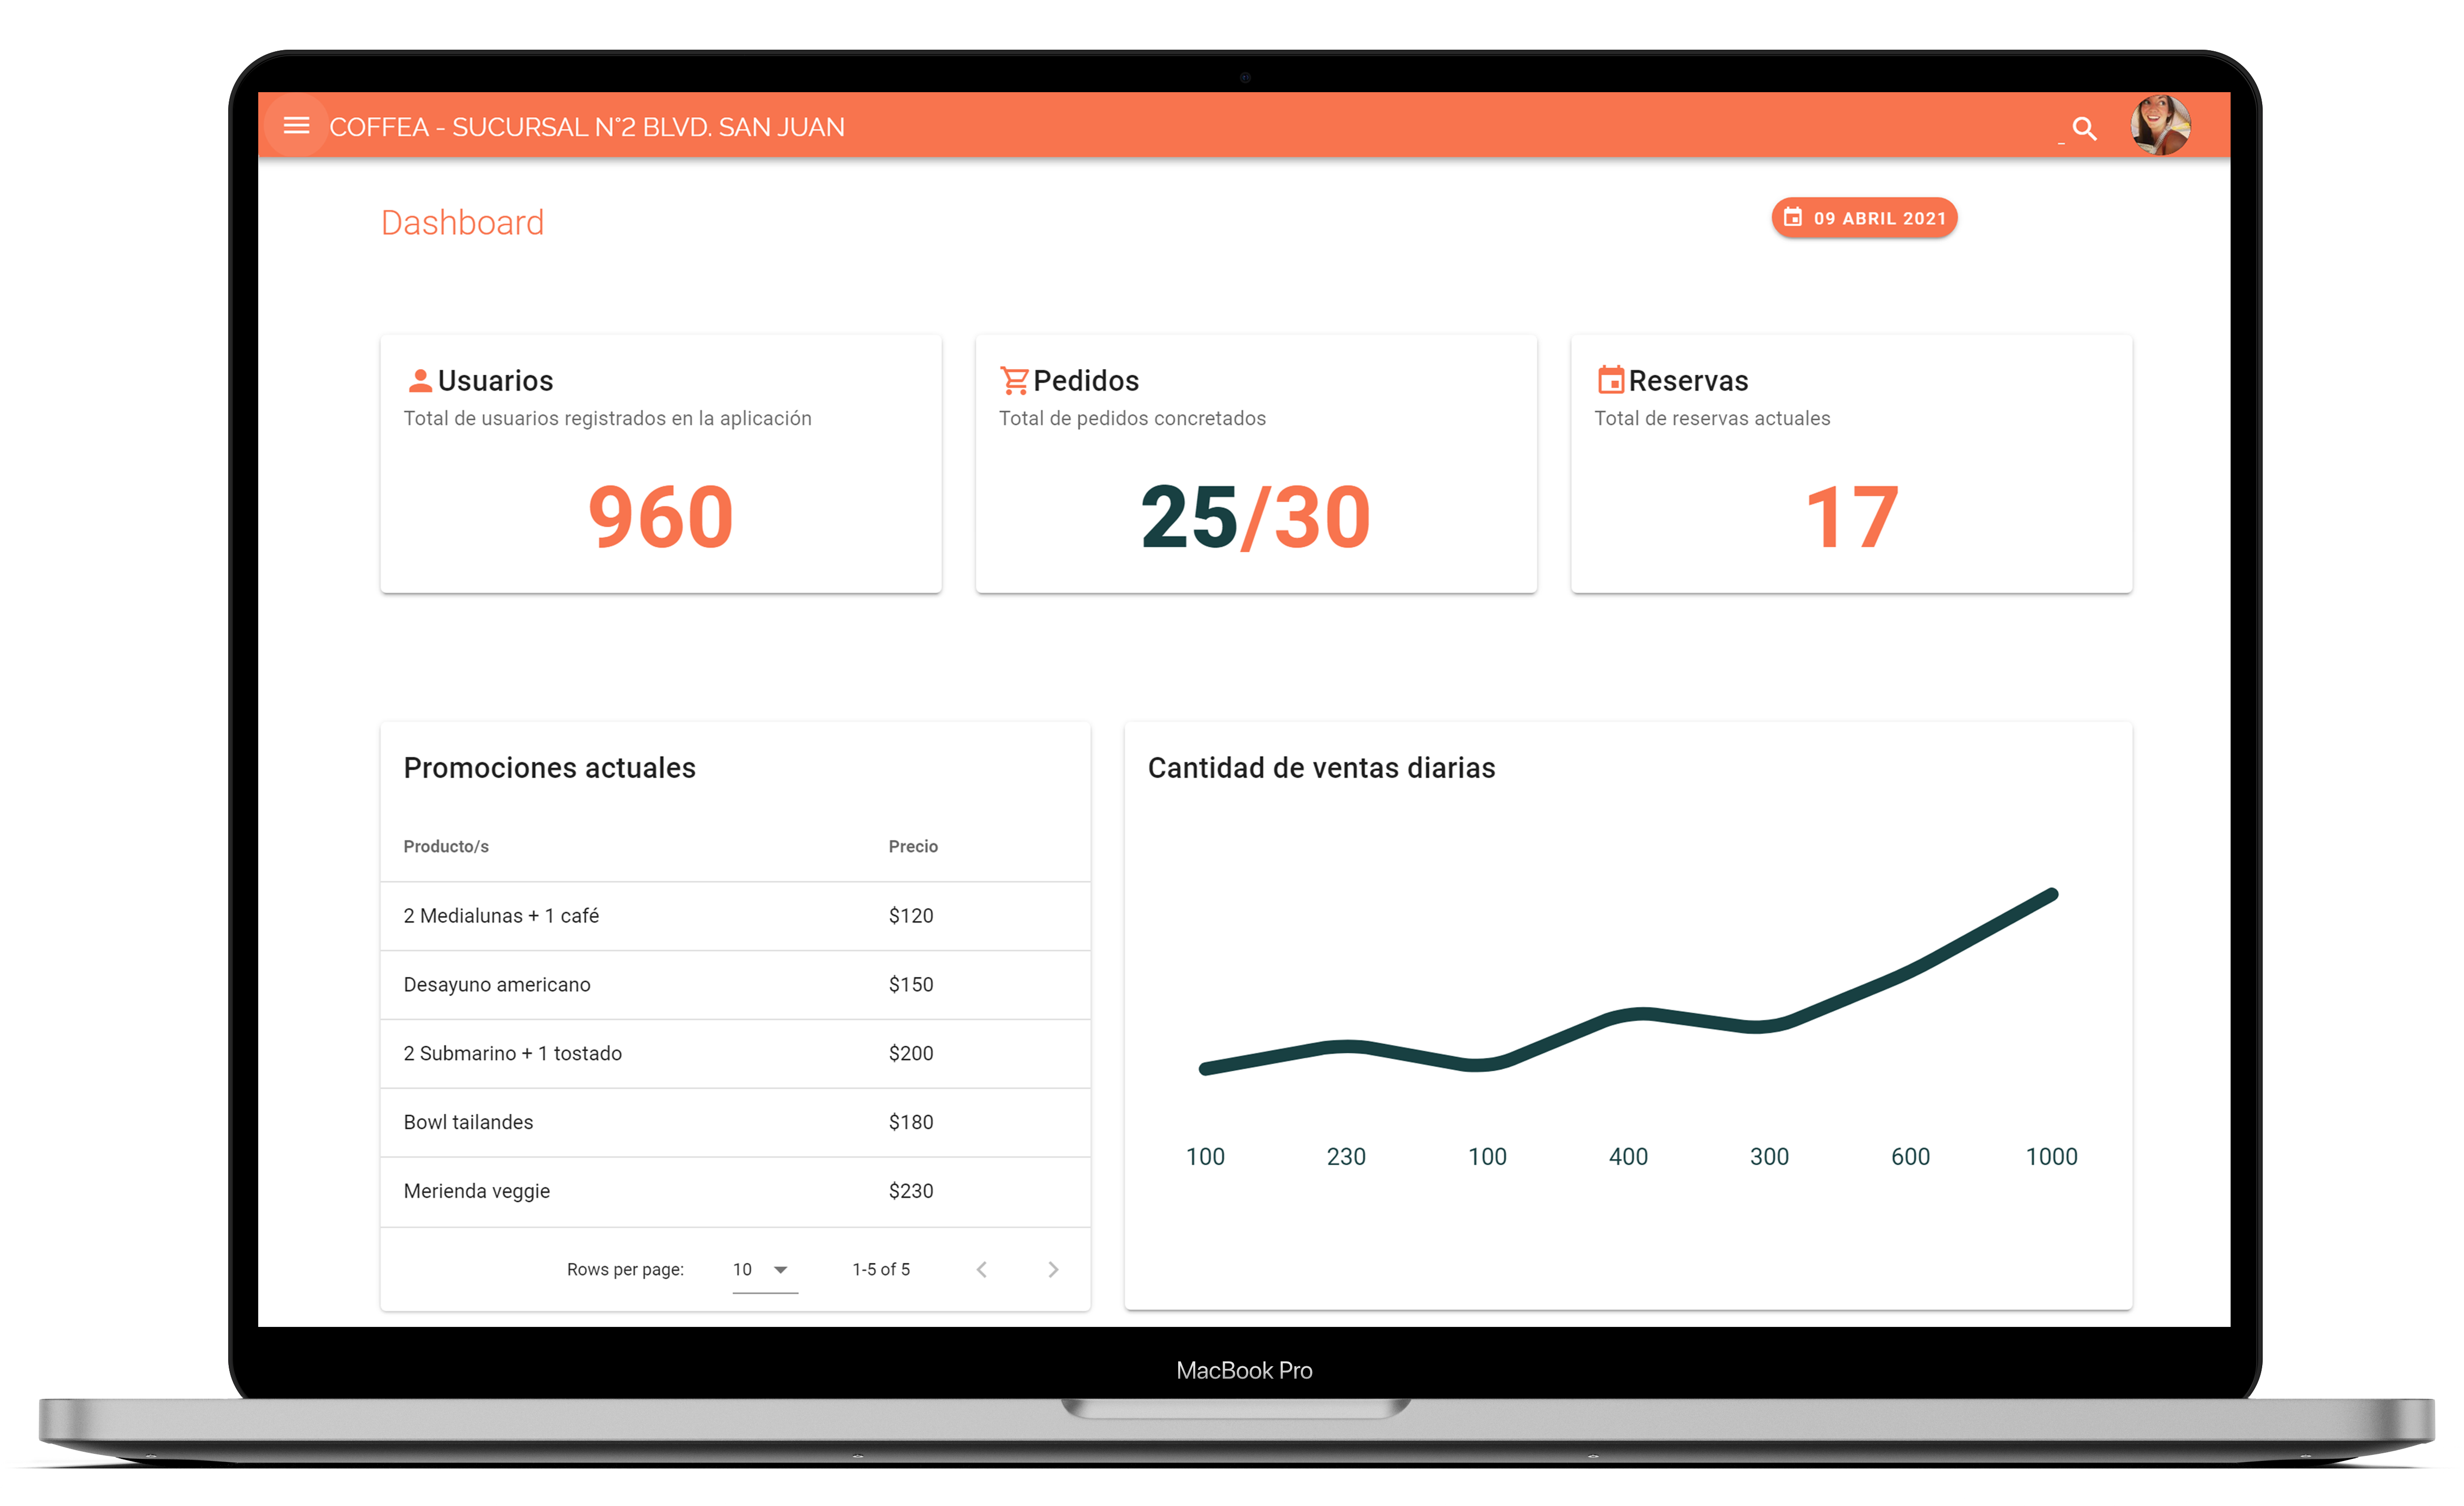 COFFEA - SUCURSAL N°2 BLVD. SAN JUAN
Dashboard
09 ABRIL 2021
Usuarios
Total de usuarios registrados en la aplicación
960
Pedidos
Total de pedidos concretados
25/30
Reservas
Total de reservas actuales
17
Promociones actuales
Producto/s Precio
2 Medialunas + 1 café $120
Desayuno americano $150
2 Submarino + 1 tostado $200
Bowl tailandes $180
Merienda veggie $230
Rows per page: 10 1-5 of 5
Cantidad de ventas diarias
100 230 100 400 300 600 1000
MacBook Pro